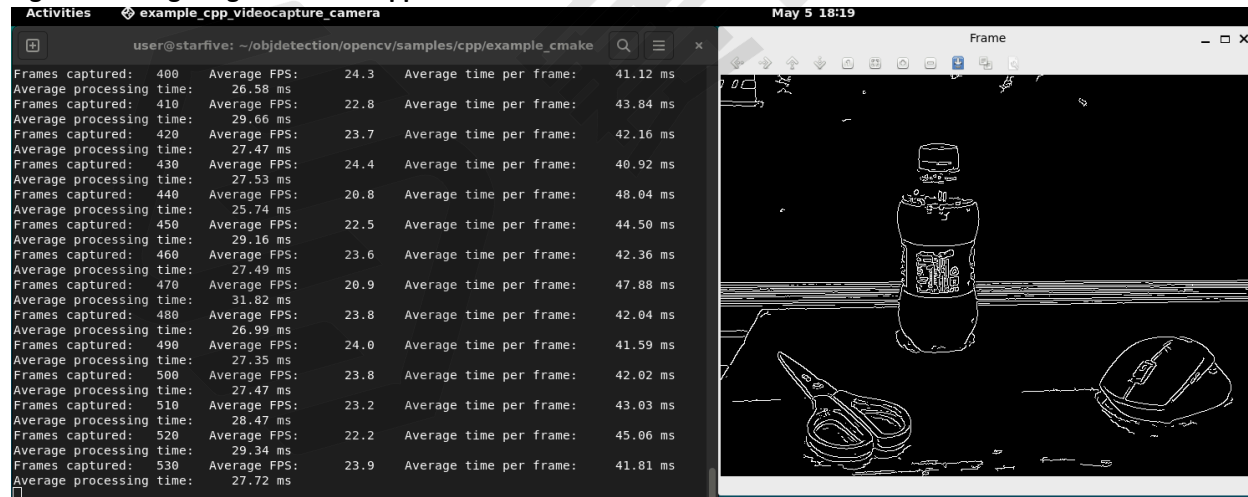 Activities example_cpp_videocapture_camera May 5 18:19
user@starfive: ~/objdetection/opencv/samples/cpp/example_cmake
Frame
Frames captured: 400 Average FPS: 24.3 Average time per frame: 41.12 ms
Average processing time: 26.58 ms
Frames captured: 410 Average FPS: 22.8 Average time per frame: 43.84 ms
Average processing time: 29.66 ms
Frames captured: 420 Average FPS: 23.7 Average time per frame: 42.16 ms
Average processing time: 27.47 ms
Frames captured: 430 Average FPS: 24.4 Average time per frame: 40.92 ms
Average processing time: 27.53 ms
Frames captured: 440 Average FPS: 20.8 Average time per frame: 48.04 ms
Average processing time: 25.74 ms
Frames captured: 450 Average FPS: 22.5 Average time per frame: 44.50 ms
Average processing time: 29.16 ms
Frames captured: 460 Average FPS: 23.6 Average time per frame: 42.36 ms
Average processing time: 27.49 ms
Frames captured: 470 Average FPS: 20.9 Average time per frame: 47.88 ms
Average processing time: 31.82 ms
Frames captured: 480 Average FPS: 23.8 Average time per frame: 42.04 ms
Average processing time: 26.99 ms
Frames captured: 490 Average FPS: 24.0 Average time per frame: 41.59 ms
Average processing time: 27.35 ms
Frames captured: 500 Average FPS: 23.8 Average time per frame: 42.02 ms
Average processing time: 27.47 ms
Frames captured: 510 Average FPS: 23.2 Average time per frame: 43.03 ms
Average processing time: 28.47 ms
Frames captured: 520 Average FPS: 22.2 Average time per frame: 45.06 ms
Average processing time: 29.34 ms
Frames captured: 530 Average FPS: 23.9 Average time per frame: 41.81 ms
Average processing time: 27.72 ms